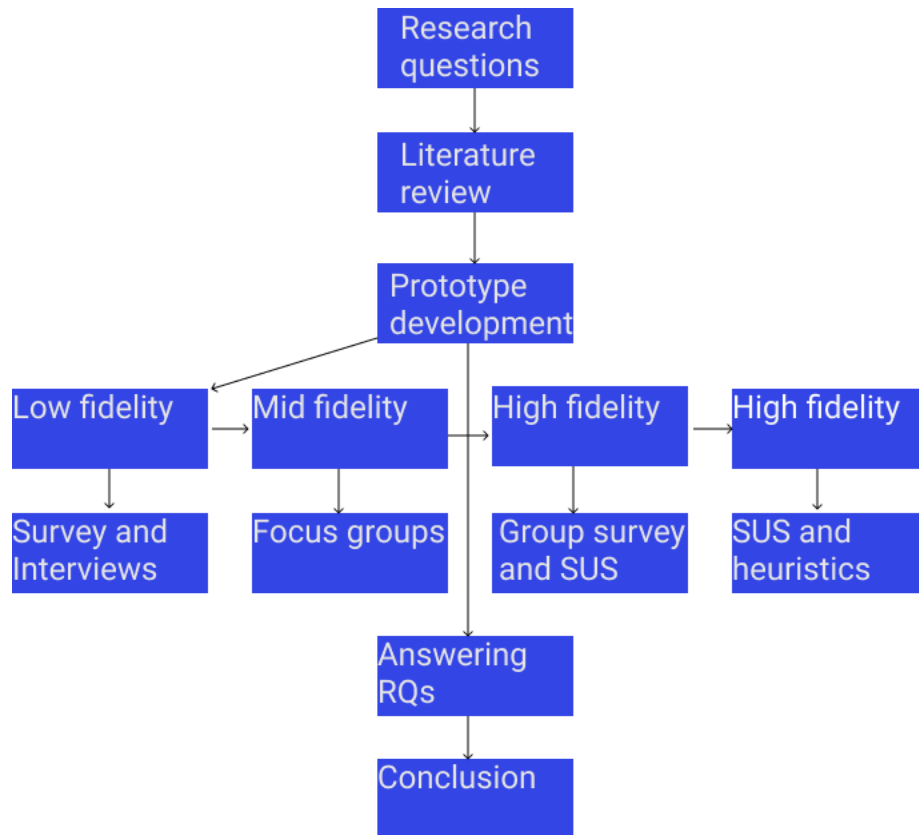 Research
questions
Literature
review
Prototype
development
Low fidelity
Mid fidelity
High fidelity
High fidelity
Survey and
Interviews
Focus groups
Group survey
and SUS
SUS and
heuristics
Answering
RQs
Conclusion